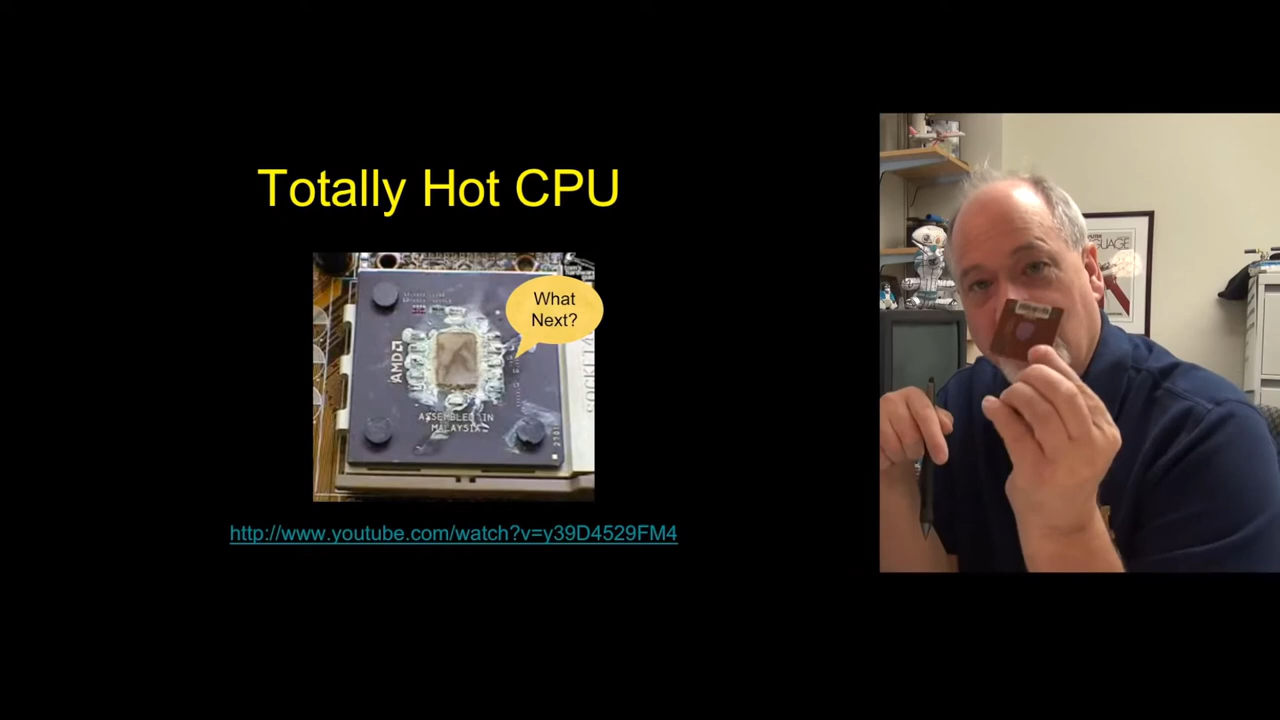 Totally Hot CPU
What
Next?
AMD
ASSEMBLED IN
MALAYSIA
http://www.youtube.com/watch?v=y39D4529FM4